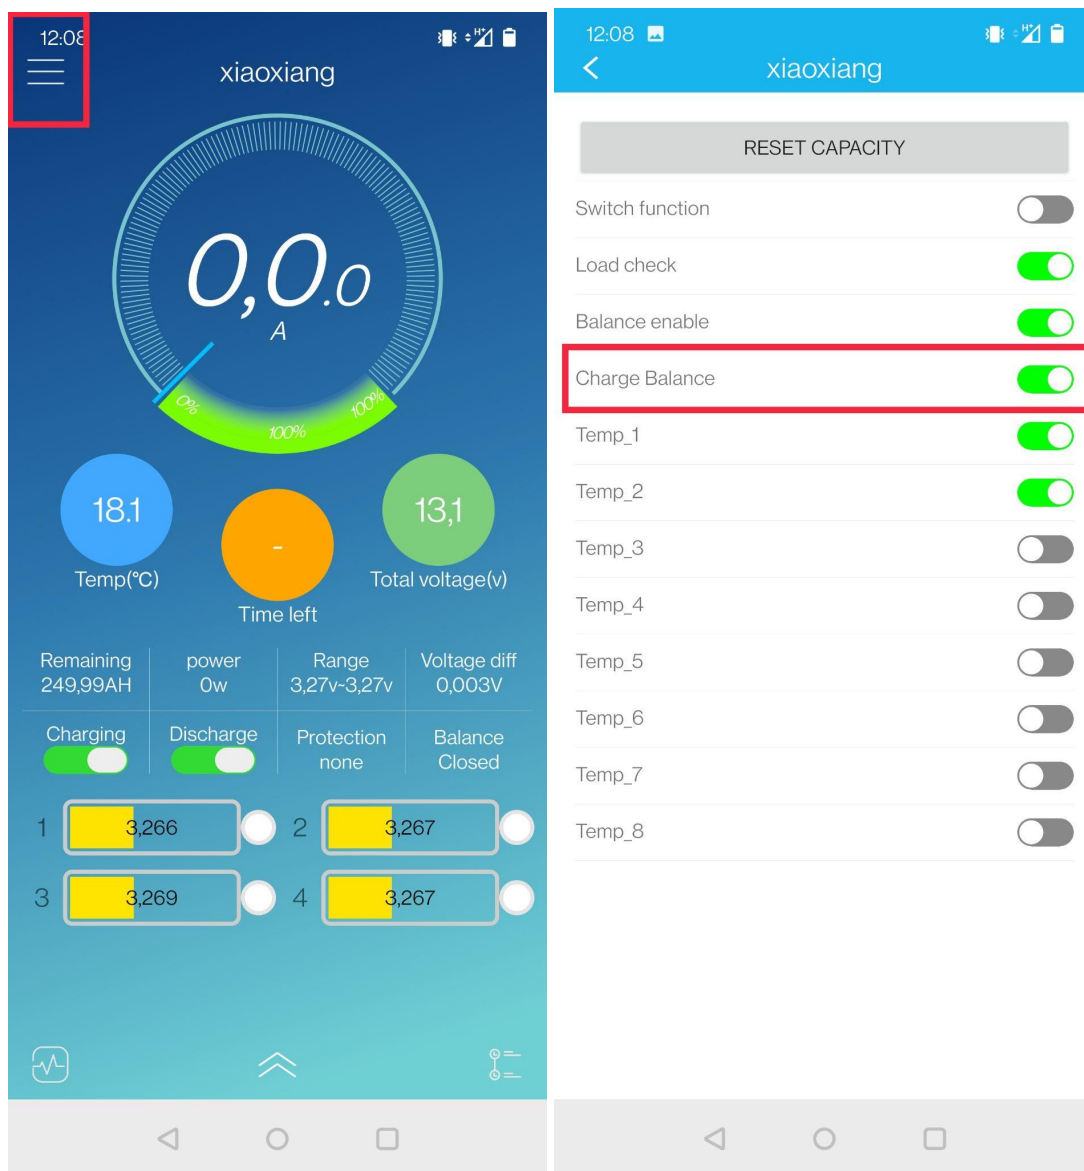 12:08
xiaoxiang
0,0.0
A
0%
100%
100%
18.1
-
13,1
Temp(℃)
Time left
Total voltage(v)
Remaining power Range Voltage diff
249,99AH 0w 3,27v~3,27v 0,003V
Charging Discharge Protection Balance
none Closed
1 3,266 2 3,267
3 3,269 4 3,267
12:08
xiaoxiang
RESET CAPACITY
Switch function
Load check
Balance enable
Charge Balance
Temp_1
Temp_2
Temp_3
Temp_4
Temp_5
Temp_6
Temp_7
Temp_8